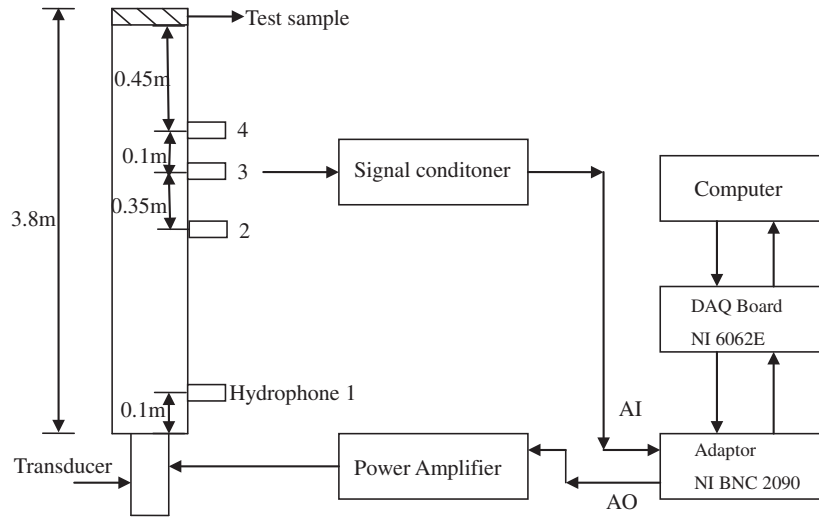 Test sample
0.45m
4
0.1m
3
Signal conditoner
Computer
0.35m
3.8m
2
DAQ Board
NI 6062E
Hydrophone 1
0.1m
AI
Transducer
Power Amplifier
Adaptor
NI BNC 2090
AO